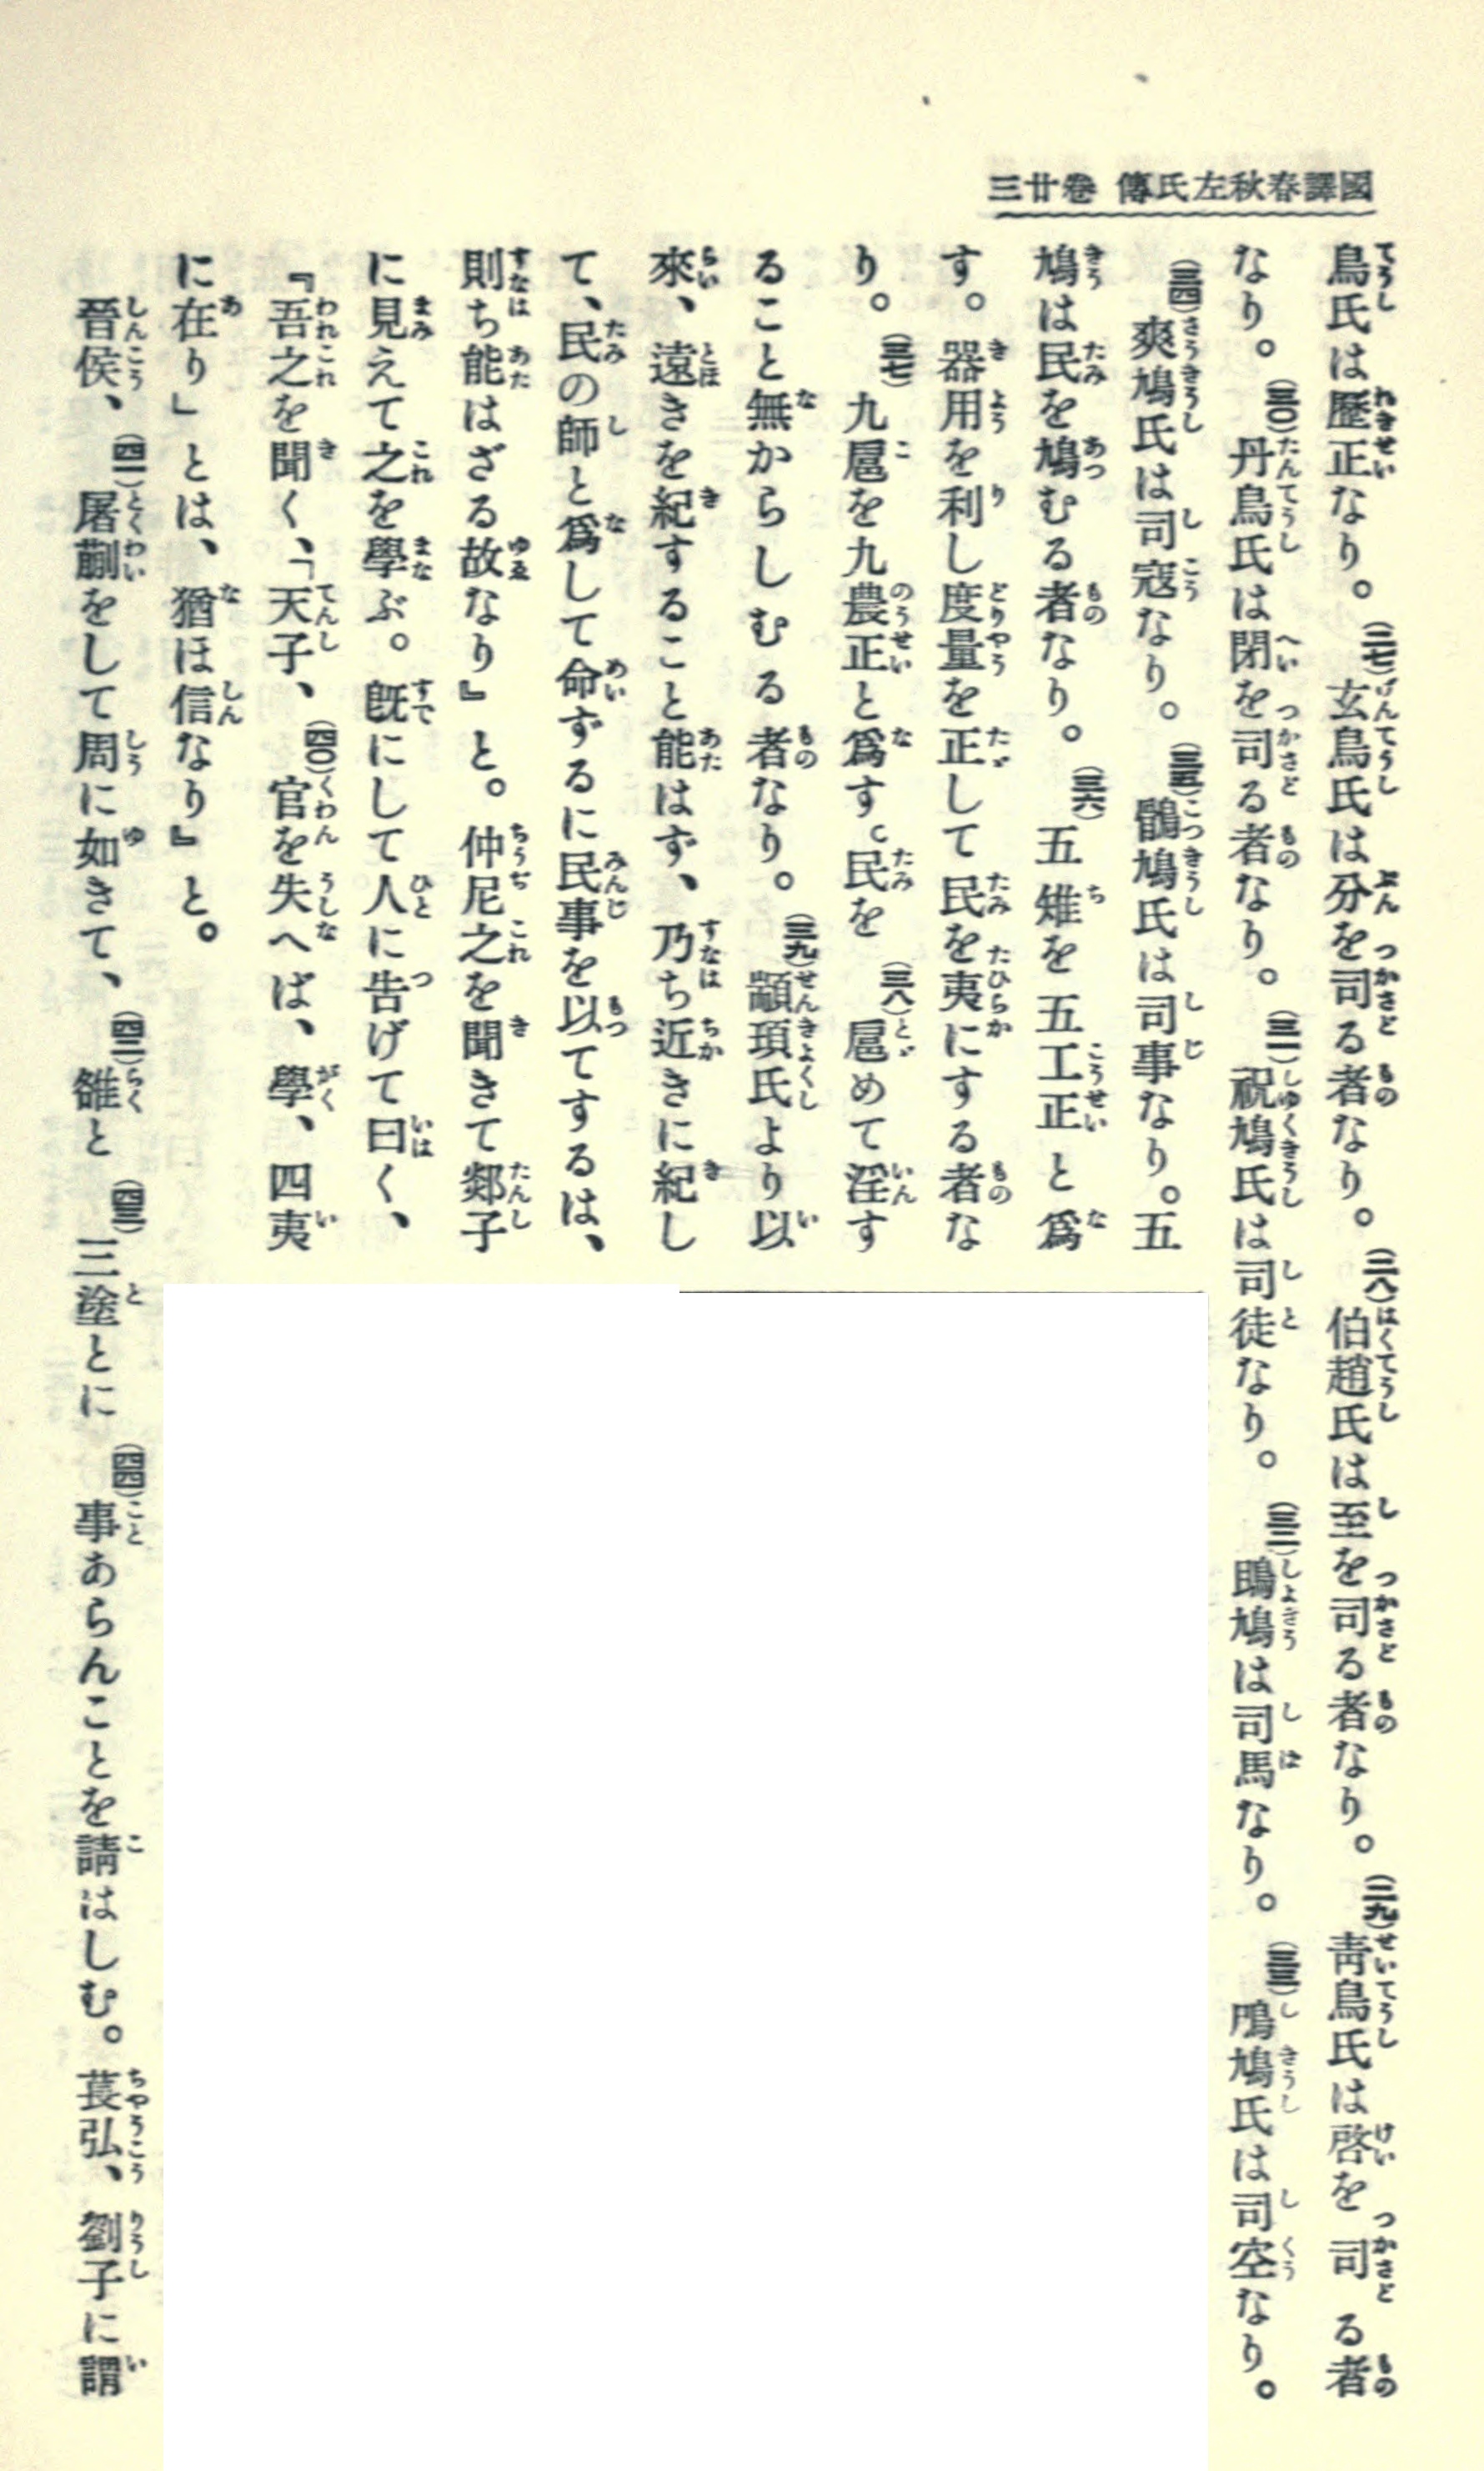 國譯春秋左氏傳 卷廿三
鳥氏は歷正なり。(二七)玄鳥氏は分を司る者なり。(二八)伯趙氏は至を司る者なり。(二九)靑鳥氏は啓を司る者
なり。(三〇)丹鳥氏は閉を司る者なり。(三一)祝鳩氏は司徒なり。(三二)鴡鳩は司馬なり。(三三)鳲鳩氏は司空なり。
(三四)爽鳩氏は司寇なり。(三五)鶻鳩氏は司事なり。五
鳩は民を鳩むる者なり。(三六)五雉を五工正と爲
す。器用を利し度量を正して民を夷にする者な
り。(三七)九扈を九農正と爲す。民を(三八)扈めて淫す
ること無からしむる者なり。(三九)顓頊氏より以
來、遠きを紀すること能はず、乃ち近きに紀し
て、民の師と爲して命ずるに民事を以てするは、
則ち能はざる故なり』と。仲尼之を聞きて郯子
に見えて之を學ぶ。旣にして人に告げて曰く、
『吾之を聞く、「天子、(四〇)官を失へば、學、四夷
に在り」とは、猶ほ信なり』と。
晉侯、(四一)屠蒯をして周に如きて、(四二)雒と(四三)三塗とに(四四)事あらんことを請はしむ。萇弘、劉子に謂